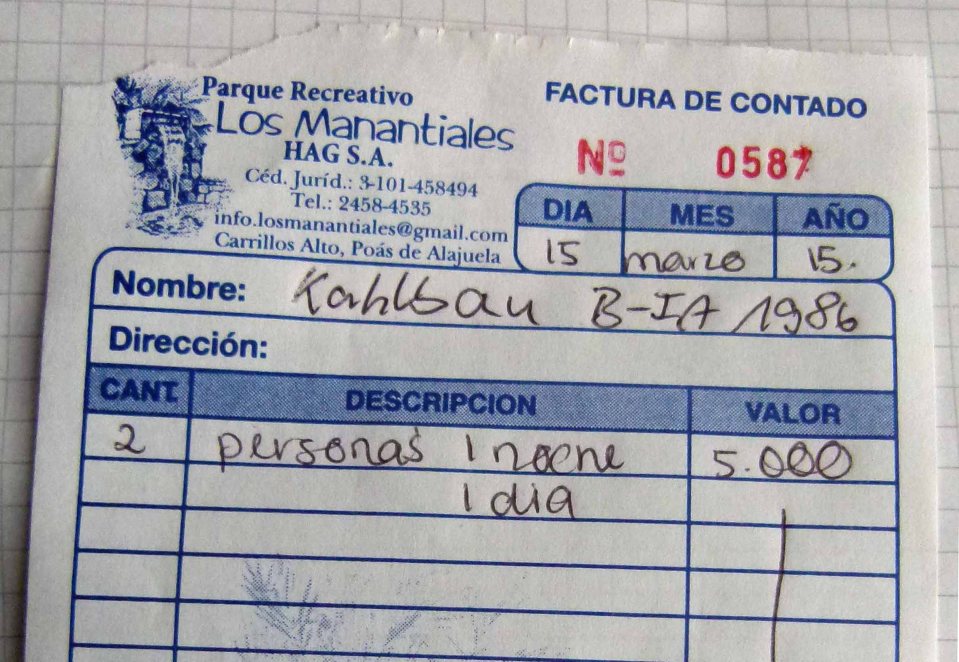 Parque Recreativo
Los Manantiales
HAG S.A.
Céd. Juríd.: 3-101-458494
Tel.: 2458-4535
info.losmanantiales@gmail.com
Carrillos Alto, Poás de Alajuela
FACTURA DE CONTADO
Nº 0587
DIA MES AÑO
15 marzo 15.
Nombre: Kahlbau B-IA 1986
Dirección:
CANT. DESCRIPCION VALOR
2 personas 1 noche 5.000
1 dia